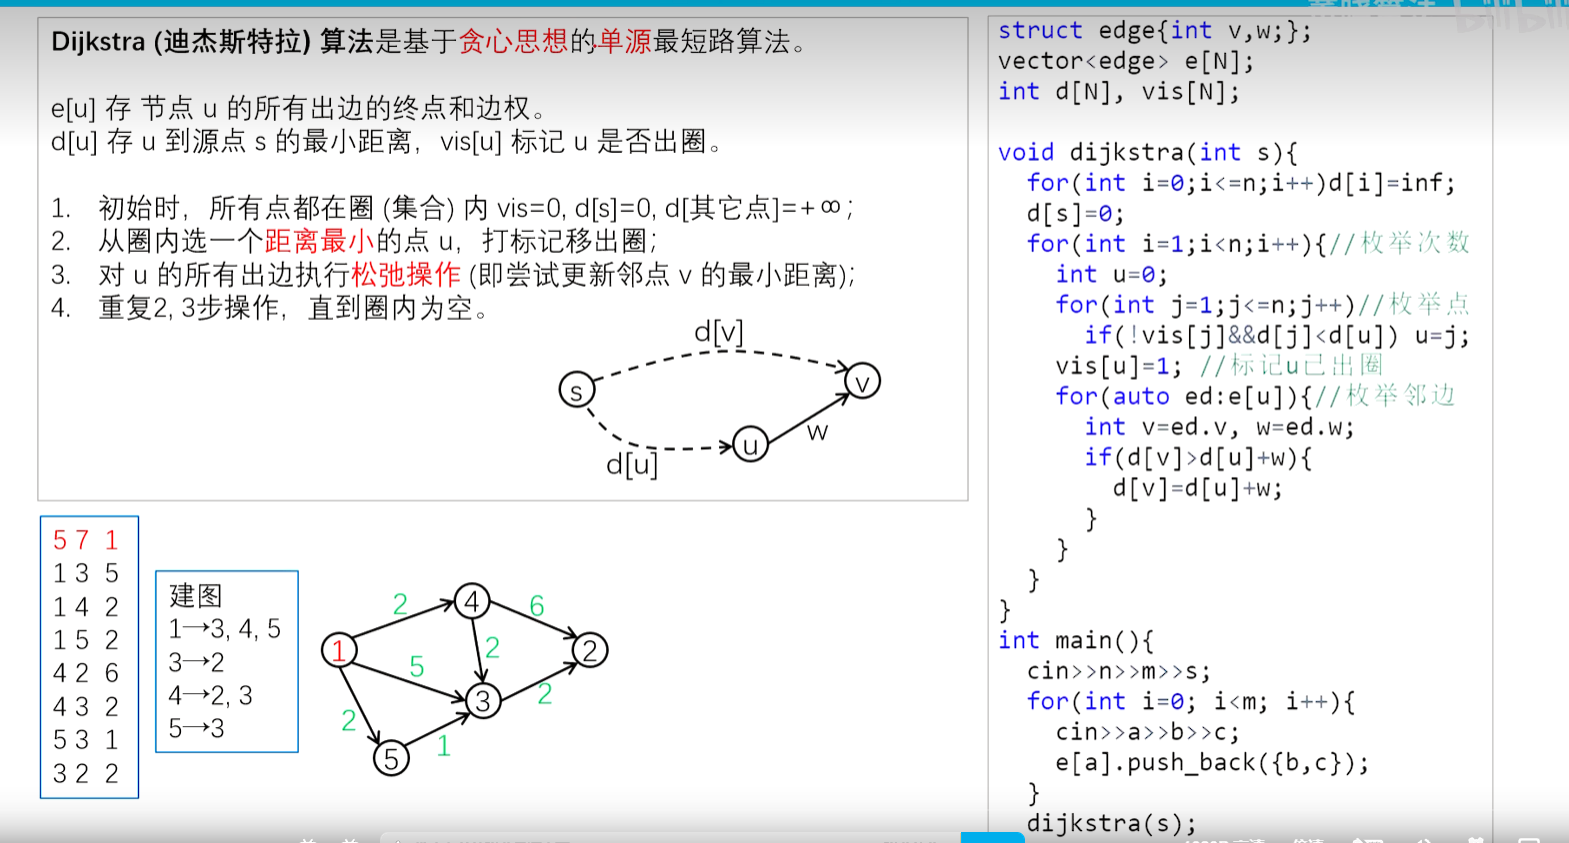 Dijkstra (迪杰斯特拉) 算法是基于贪心思想的单源最短路算法。
e[u] 存 节点 u 的所有出边的终点和边权。
d[u] 存 u 到源点 s 的最小距离, vis[u] 标记 u 是否出圈。
1. 初始时, 所有点都在圈 (集合) 内 vis=0, d[s]=0, d[其它点]=+∞;
2. 从圈内选一个距离最小的点 u, 打标记移出圈;
3. 对 u 的所有出边执行松弛操作 (即尝试更新邻点 v 的最小距离);
4. 重复2, 3步操作, 直到圈内为空。
d[v]
s
v
u
w
d[u]
5 7 1
1 3 5
1 4 2
1 5 2
4 2 6
4 3 2
5 3 1
3 2 2
建图
1→3, 4, 5
3→2
4→2, 3
5→3
2
4
6
1
5
2
2
2
3
2
5
1
struct edge{int v,w;};
vector<edge> e[N];
int d[N], vis[N];
void dijkstra(int s){
for(int i=0;i<=n;i++)d[i]=inf;
d[s]=0;
for(int i=1;i<n;i++){//枚举次数
int u=0;
for(int j=1;j<=n;j++)//枚举点
if(!vis[j]&&d[j]<d[u]) u=j;
vis[u]=1; //标记u已出圈
for(auto ed:e[u]){//枚举邻边
int v=ed.v, w=ed.w;
if(d[v]>d[u]+w){
d[v]=d[u]+w;
}
}
}
}
int main(){
cin>>n>>m>>s;
for(int i=0; i<m; i++){
cin>>a>>b>>c;
e[a].push_back({b,c});
}
dijkstra(s);